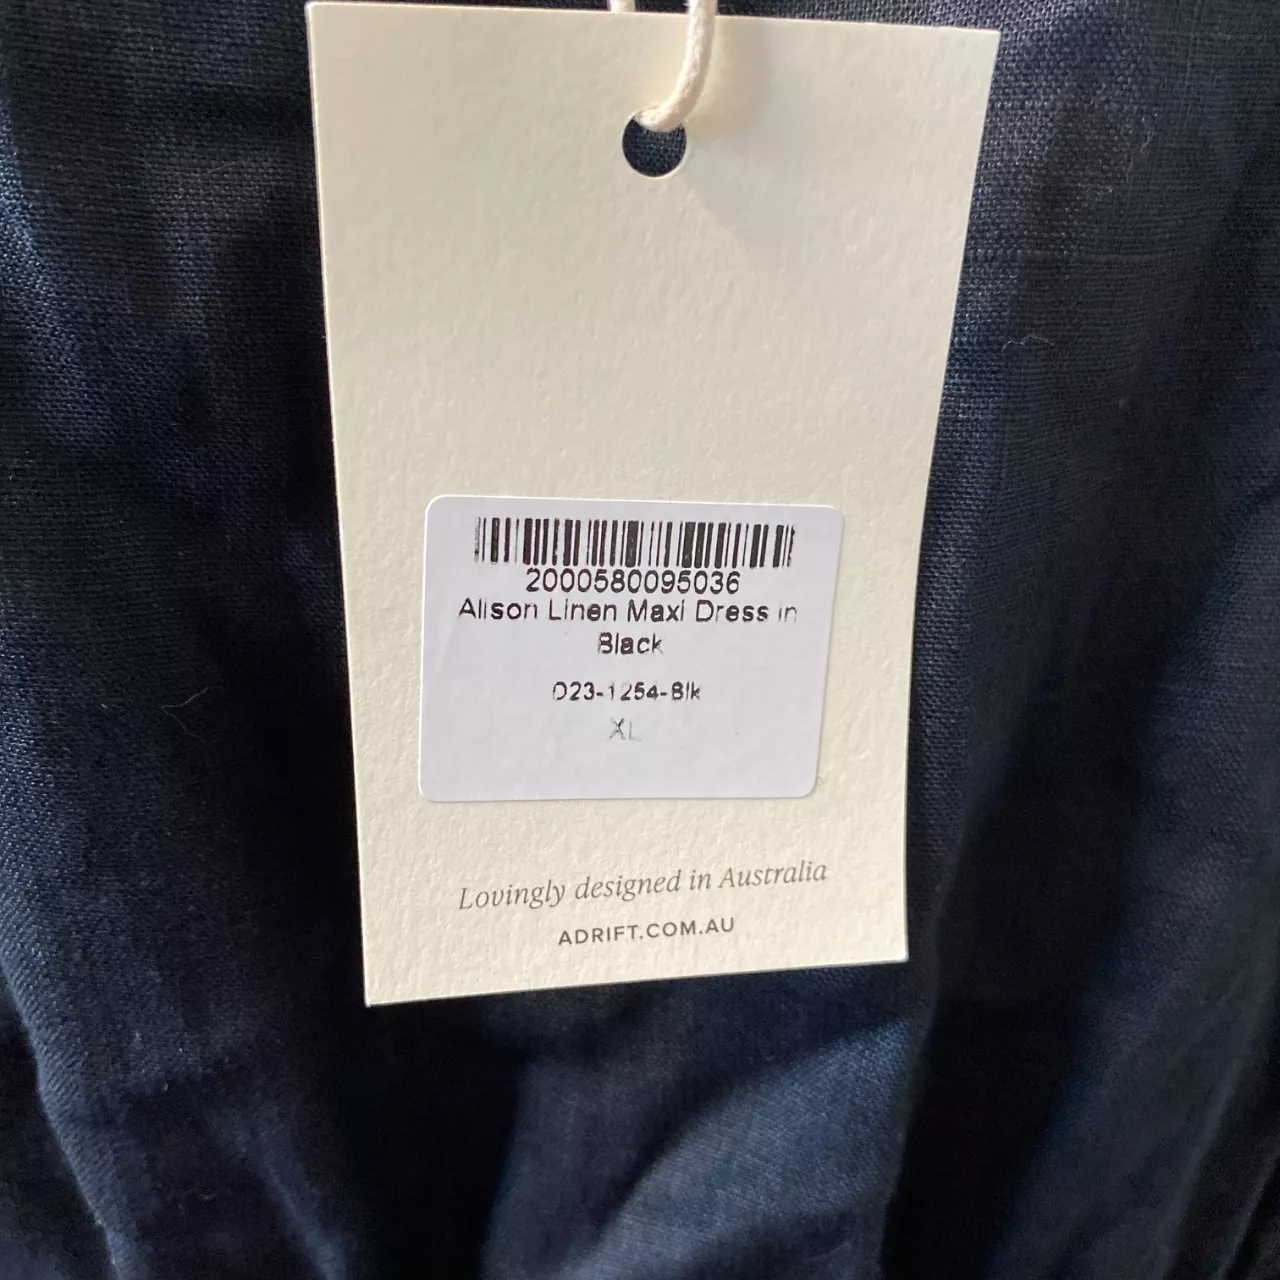 2000580095036
Alison Linen Maxi Dress in
Black
D23-1254-Blk
XL
Lovingly designed in Australia
ADRIFT.COM.AU